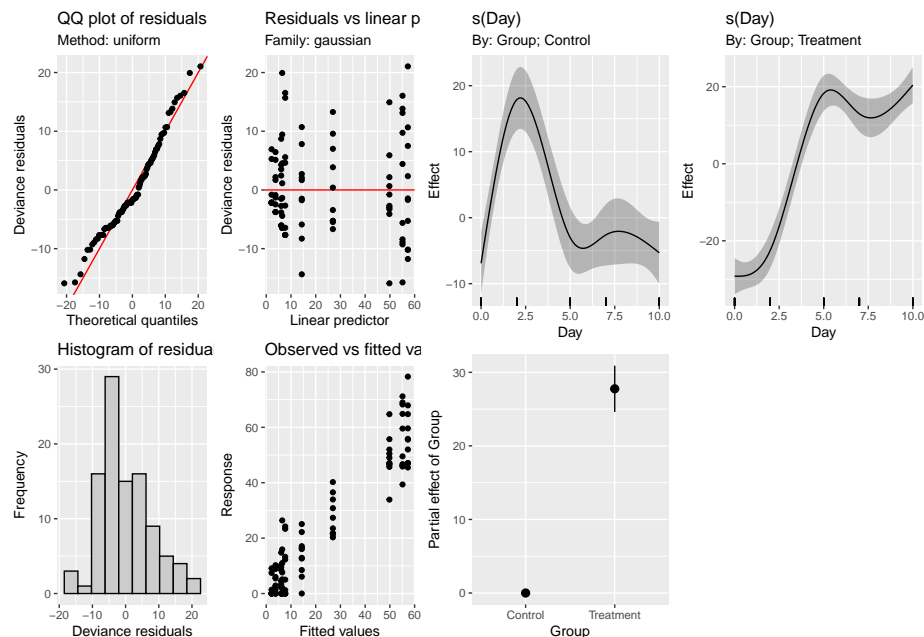 QQ plot of residuals
Method: uniform
20
10
0
−10
−20
−10
0
10
20
Deviance residuals
Theoretical quantiles
Residuals vs linear p
Family: gaussian
20
10
0
−10
0
10
20
30
40
50
60
Deviance residuals
Linear predictor
s(Day)
By: Group; Control
20
10
0
−10
0.0
2.5
5.0
7.5
10.0
Effect
Day
s(Day)
By: Group; Treatment
20
0
−20
0.0
2.5
5.0
7.5
10.0
Effect
Day
Histogram of residual
30
20
10
0
−20
−10
0
10
20
Frequency
Deviance residuals
Observed vs fitted va
80
60
40
20
0
0
10
20
30
40
50
60
Response
Fitted values
30
20
10
0
Control
Treatment
Partial effect of Group
Group